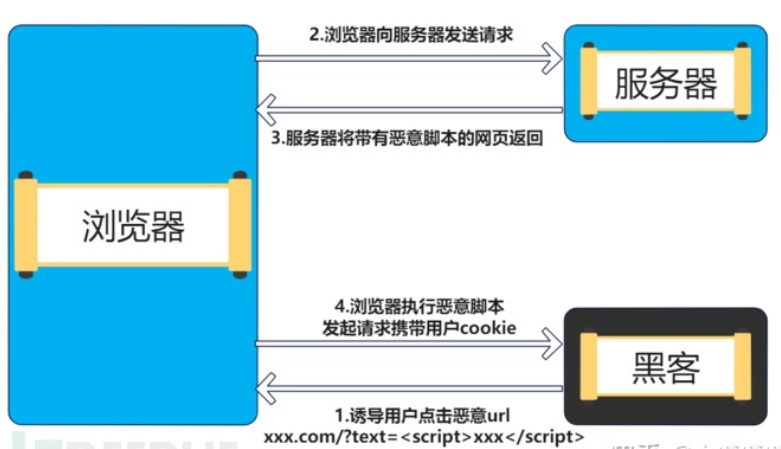 2.浏览器向服务器发送请求
服务器
3.服务器将带有恶意脚本的网页返回
浏览器
4.浏览器执行恶意脚本
发起请求携带用户cookie
黑客
1.诱导用户点击恶意url
xxx.com/?text=<script>xxx</script>